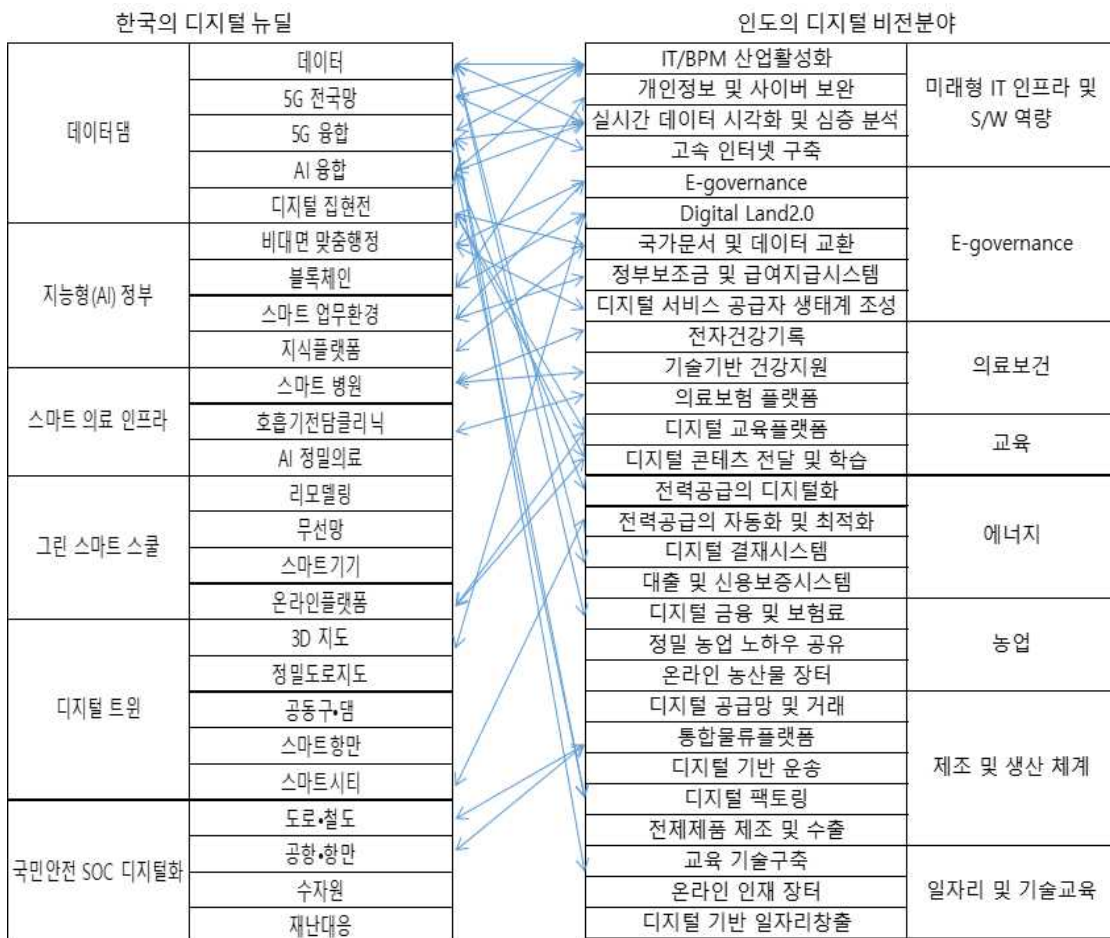 한국의 디지털 뉴딜
데이터댐
데이터
5G 전국망
5G 융합
AI 융합
디지털 집현전
지능형(AI) 정부
비대면 맞춤행정
블록체인
스마트 업무환경
지식플랫폼
스마트 의료 인프라
스마트 병원
호흡기전담클리닉
AI 정밀의료
그린 스마트 스쿨
리모델링
무선망
스마트기기
온라인플랫폼
디지털 트윈
3D 지도
정밀도로지도
공동구•댐
스마트항만
스마트시티
국민안전 SOC 디지털화
도로•철도
공항•항만
수자원
재난대응
인도의 디지털 비전분야
IT/BPM 산업활성화
개인정보 및 사이버 보완
실시간 데이터 시각화 및 심층 분석
고속 인터넷 구축
미래형 IT 인프라 및
S/W 역량
E-governance
Digital Land2.0
국가문서 및 데이터 교환
정부보조금 및 급여지급시스템
디지털 서비스 공급자 생태계 조성
E-governance
전자건강기록
기술기반 건강지원
의료보험 플랫폼
의료보건
디지털 교육플랫폼
디지털 콘테츠 전달 및 학습
교육
전력공급의 디지털화
전력공급의 자동화 및 최적화
디지털 결재시스템
대출 및 신용보증시스템
에너지
디지털 금융 및 보험료
정밀 농업 노하우 공유
온라인 농산물 장터
농업
디지털 공급망 및 거래
통합물류플랫폼
디지털 기반 운송
디지털 팩토링
전제제품 제조 및 수출
제조 및 생산 체계
교육 기술구축
온라인 인재 장터
디지털 기반 일자리창출
일자리 및 기술교육